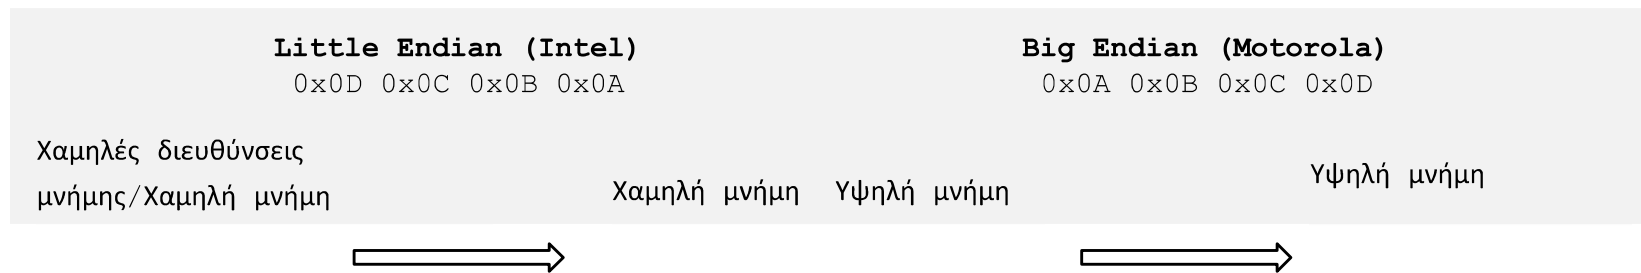 Little Endian (Intel) Big Endian (Motorola)
0x0D 0x0C 0x0B 0x0A 0x0A 0x0B 0x0C 0x0D
Χαμηλές διευθύνσεις
μνήμης/Χαμηλή μνήμη
Χαμηλή μνήμη Υψηλή μνήμη
Υψηλή μνήμη